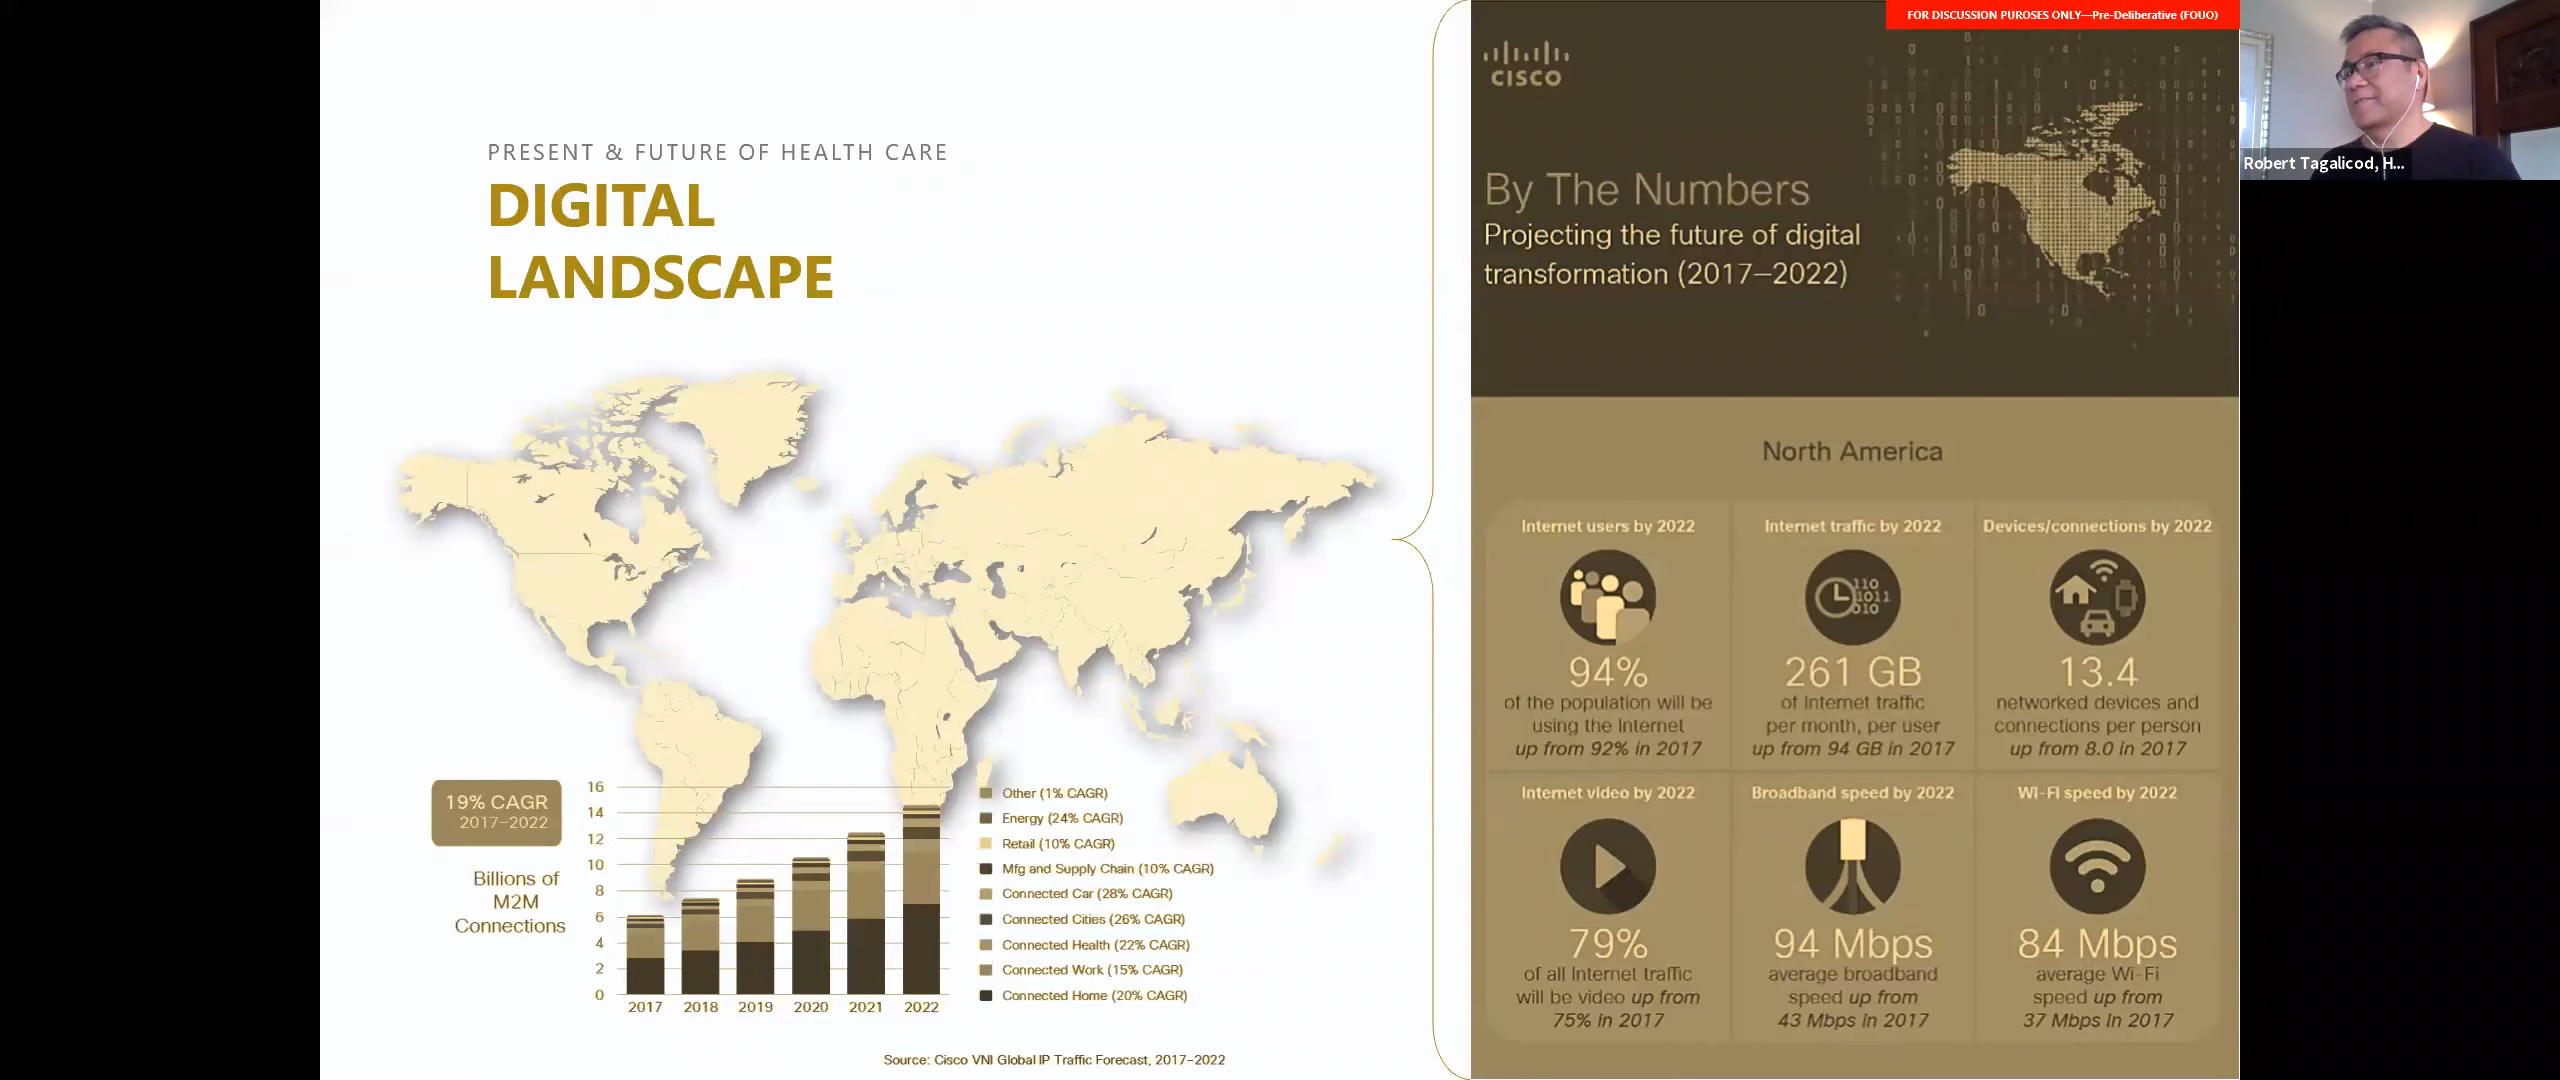 FOR DISCUSSION PUROSES ONLY—Pre-Deliberative (FOUO)
Robert Tagalicod, H...
PRESENT & FUTURE OF HEALTH CARE
DIGITAL
LANDSCAPE
19% CAGR
2017–2022
Billions of
M2M
Connections
16
14
12
10
8
6
4
2
0
2017 2018 2019 2020 2021 2022
Other (1% CAGR)
Energy (24% CAGR)
Retail (10% CAGR)
Mfg and Supply Chain (10% CAGR)
Connected Car (28% CAGR)
Connected Cities (26% CAGR)
Connected Health (22% CAGR)
Connected Work (15% CAGR)
Connected Home (20% CAGR)
Source: Cisco VNI Global IP Traffic Forecast, 2017–2022
CISCO
By The Numbers
Projecting the future of digital
transformation (2017–2022)
North America
Internet users by 2022
94%
of the population will be
using the Internet
up from 92% in 2017
Internet traffic by 2022
110
1011
010
261 GB
of Internet traffic
per month, per user
up from 94 GB in 2017
Devices/connections by 2022
13.4
networked devices and
connections per person
up from 8.0 in 2017
Internet video by 2022
79%
of all Internet traffic
will be video up from
75% in 2017
Broadband speed by 2022
94 Mbps
average broadband
speed up from
43 Mbps in 2017
Wi-Fi speed by 2022
84 Mbps
average Wi-Fi
speed up from
37 Mbps in 2017